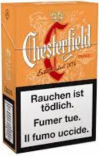 Chesterfield
Rauchen ist
tödlich.
Fumer tue.
Il fumo uccide.